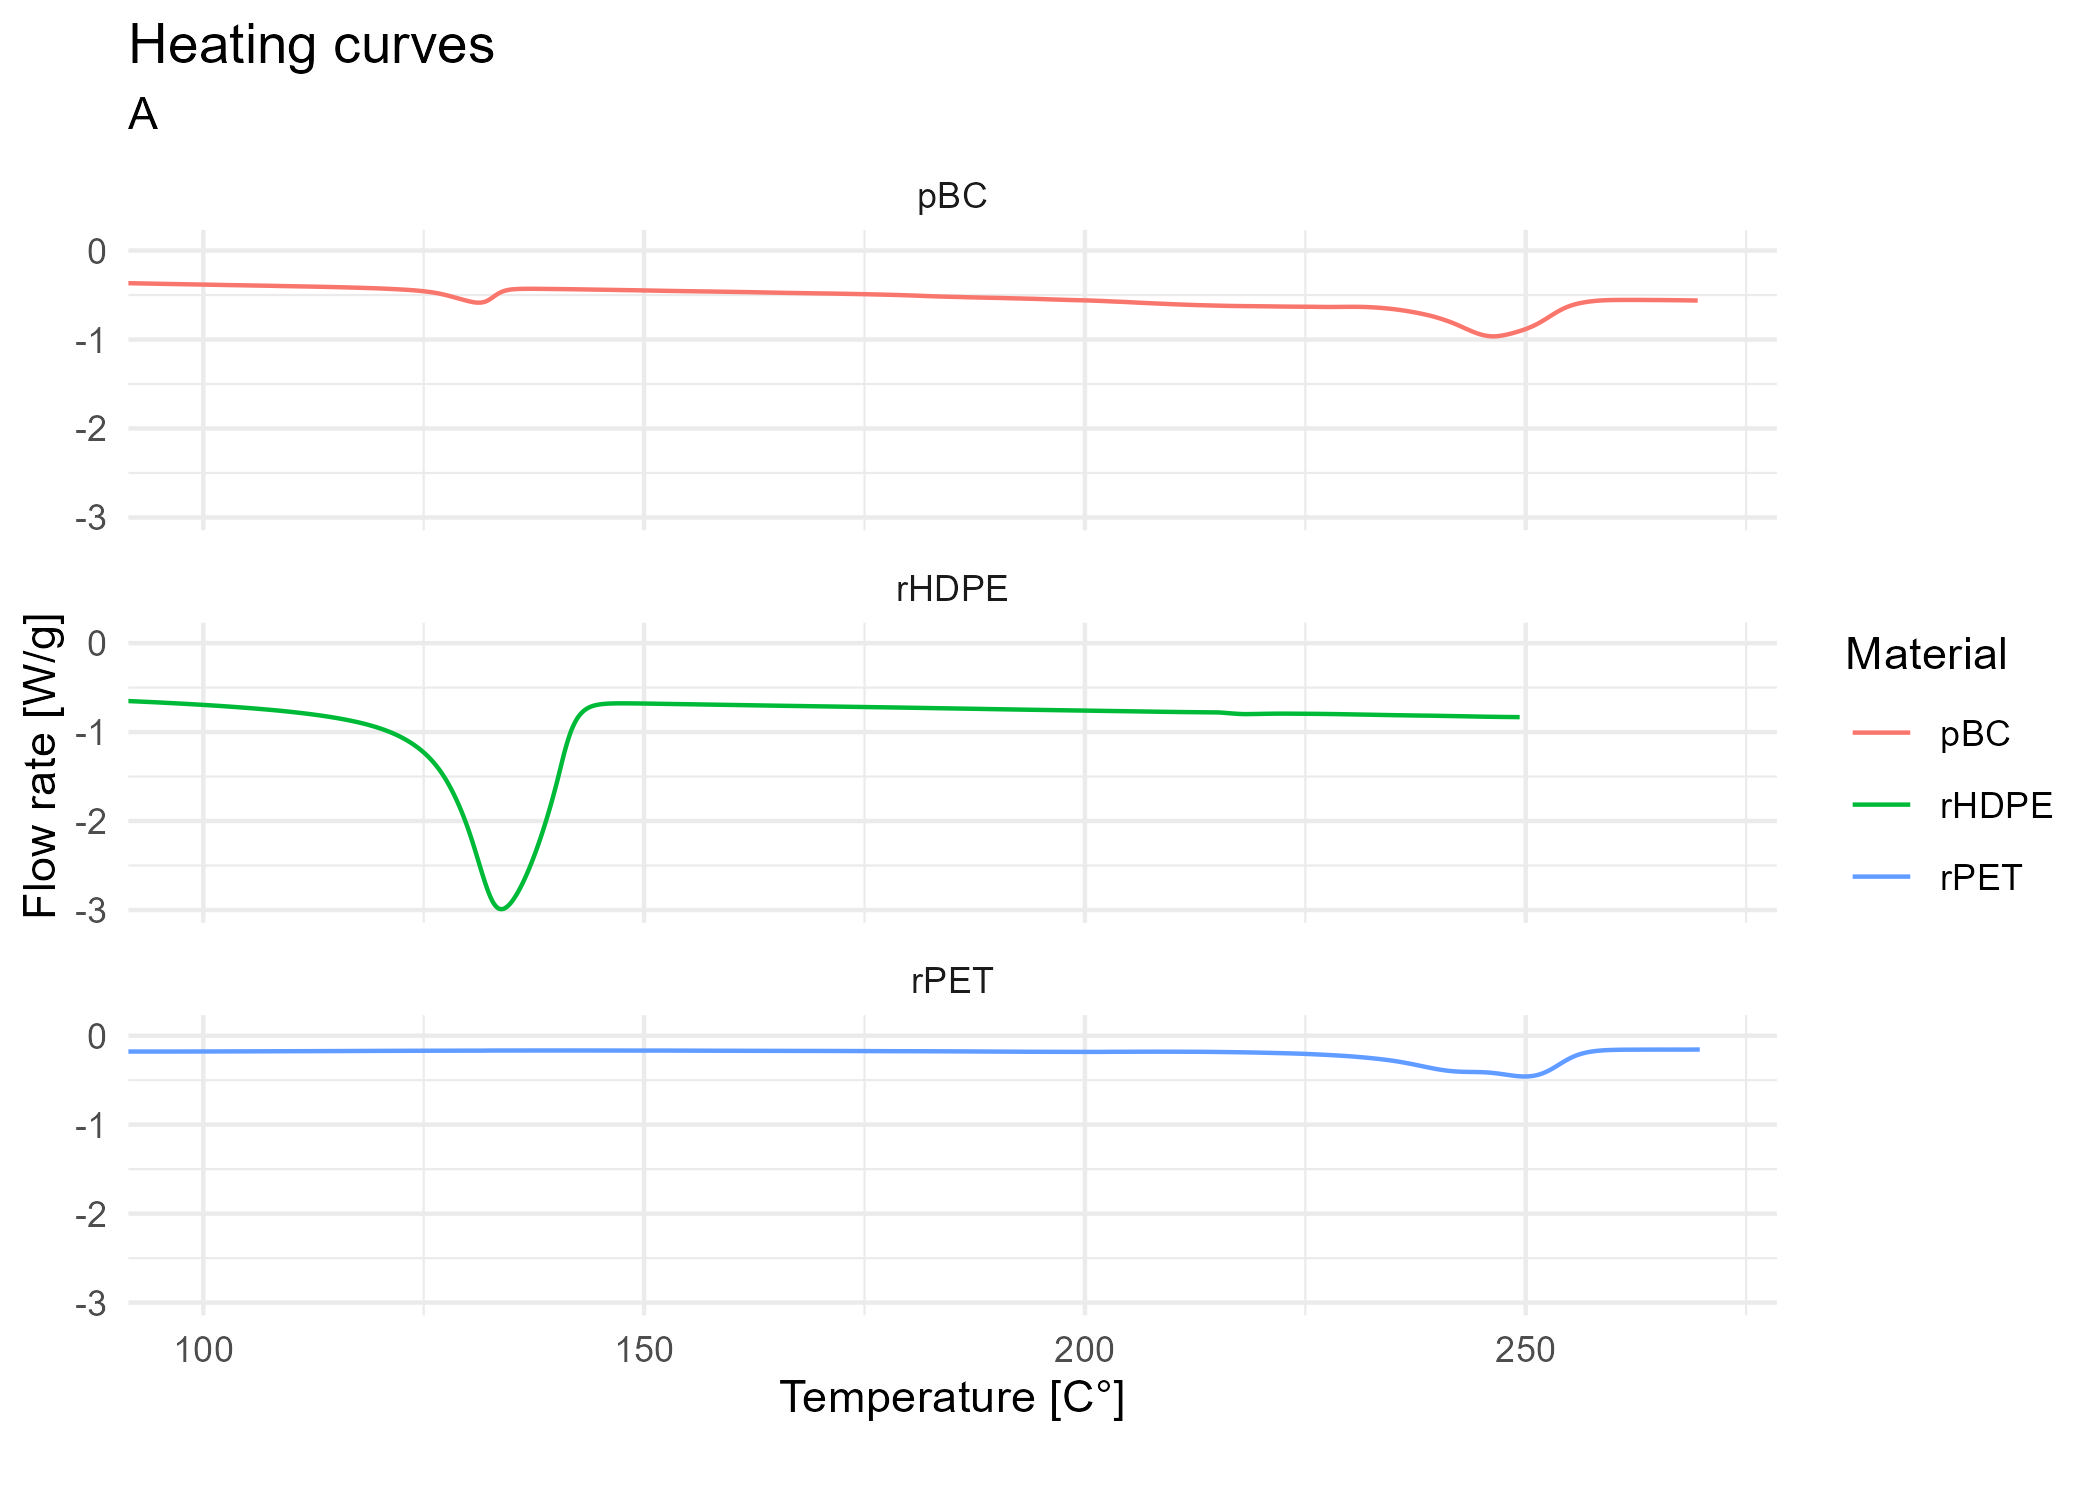 Heating curves
A
pBC
0
-1
-2
-3
rHDPE
0
-1
-2
-3
Flow rate [W/g]
rPET
0
-1
-2
-3
100 150 200 250
Temperature [C°]
Material
pBC
rHDPE
rPET